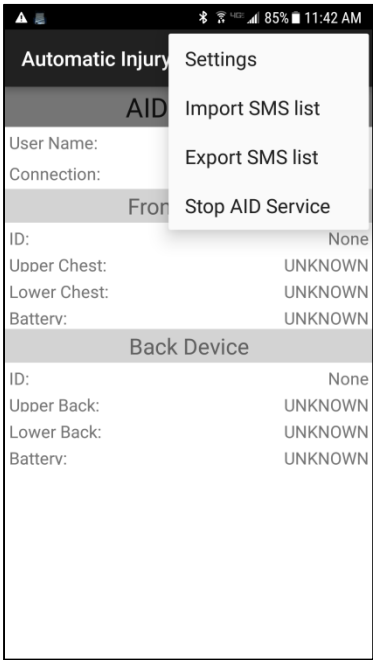 4G 85% 11:42 AM
Automatic Injury
Settings
Import SMS list
Export SMS list
Stop AID Service
AID
User Name:
Connection:
Fron
ID: None
Upper Chest: UNKNOWN
Lower Chest: UNKNOWN
Battery: UNKNOWN
Back Device
ID: None
Upper Back: UNKNOWN
Lower Back: UNKNOWN
Battery: UNKNOWN